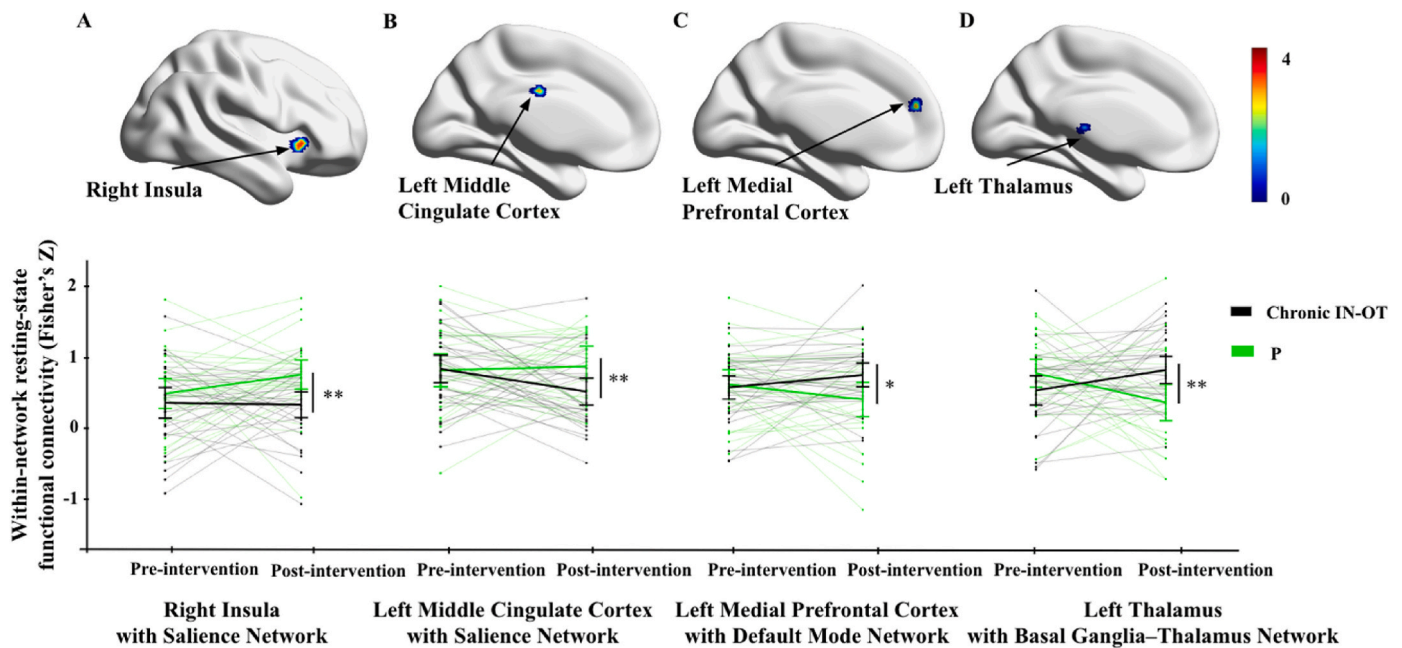 A
B
C
D
Right Insula
Left Middle
Cingulate Cortex
Left Medial
Prefrontal Cortex
Left Thalamus
4
0
Within-network resting-state
functional connectivity (Fisher's Z)
2
1
0
-1
**
**
*
**
Chronic IN-OT
P
Pre-intervention Post-intervention Pre-intervention Post-intervention Pre-intervention Post-intervention Pre-intervention Post-intervention
Right Insula
with Salience Network
Left Middle Cingulate Cortex
with Salience Network
Left Medial Prefrontal Cortex
with Default Mode Network
Left Thalamus
with Basal Ganglia–Thalamus Network